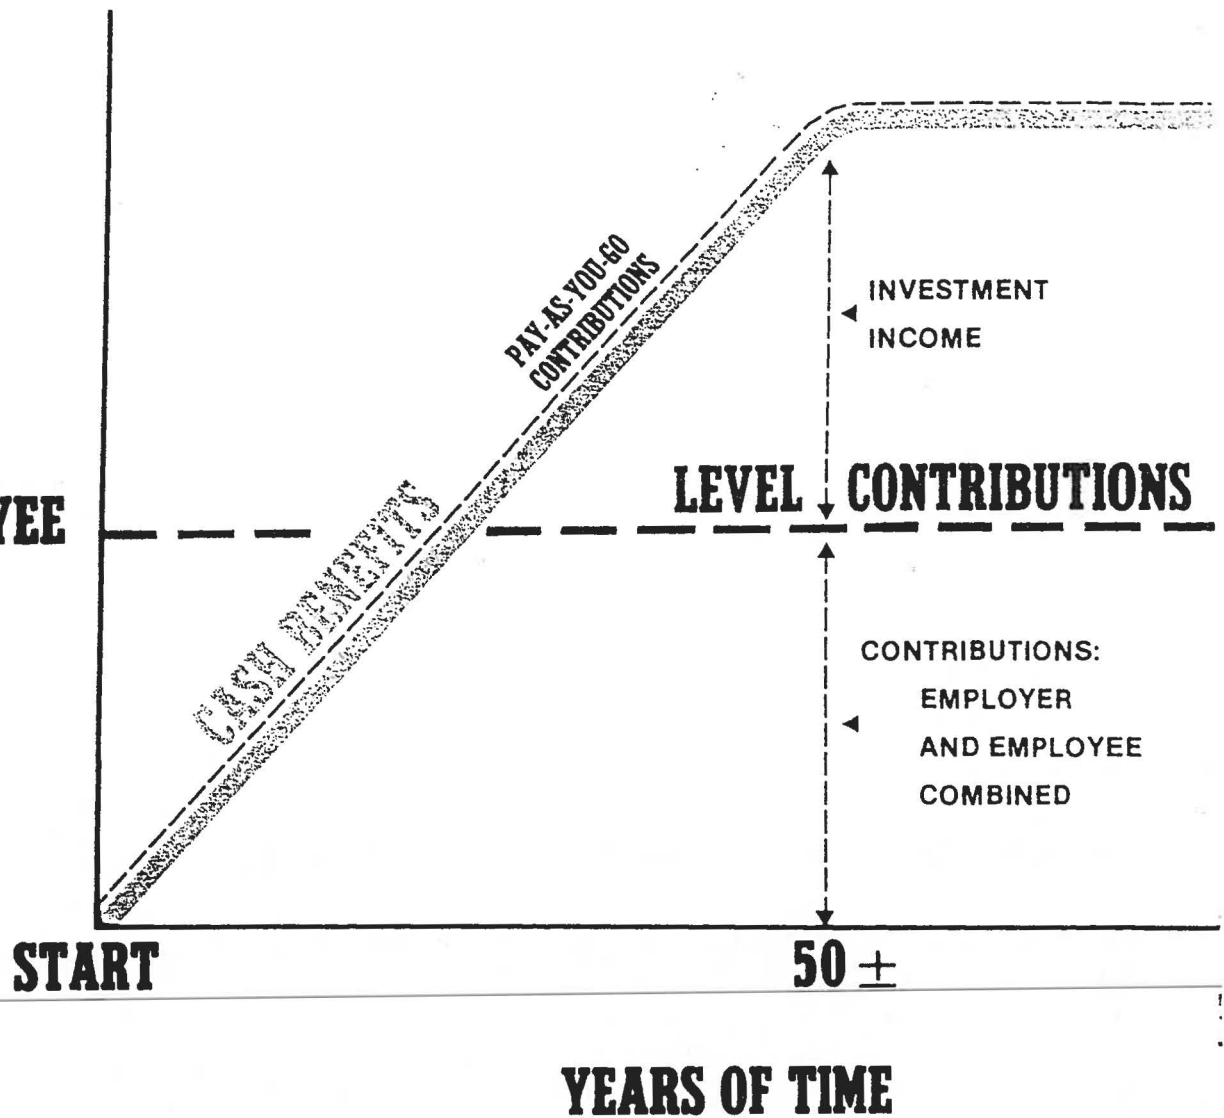 PAY-AS-YOU-GO
CONTRIBUTIONS
INVESTMENT
INCOME
LEVEL CONTRIBUTIONS
YEE
CASH BENEFITS
CONTRIBUTIONS:
EMPLOYER
AND EMPLOYEE
COMBINED
START
50 ±
YEARS OF TIME